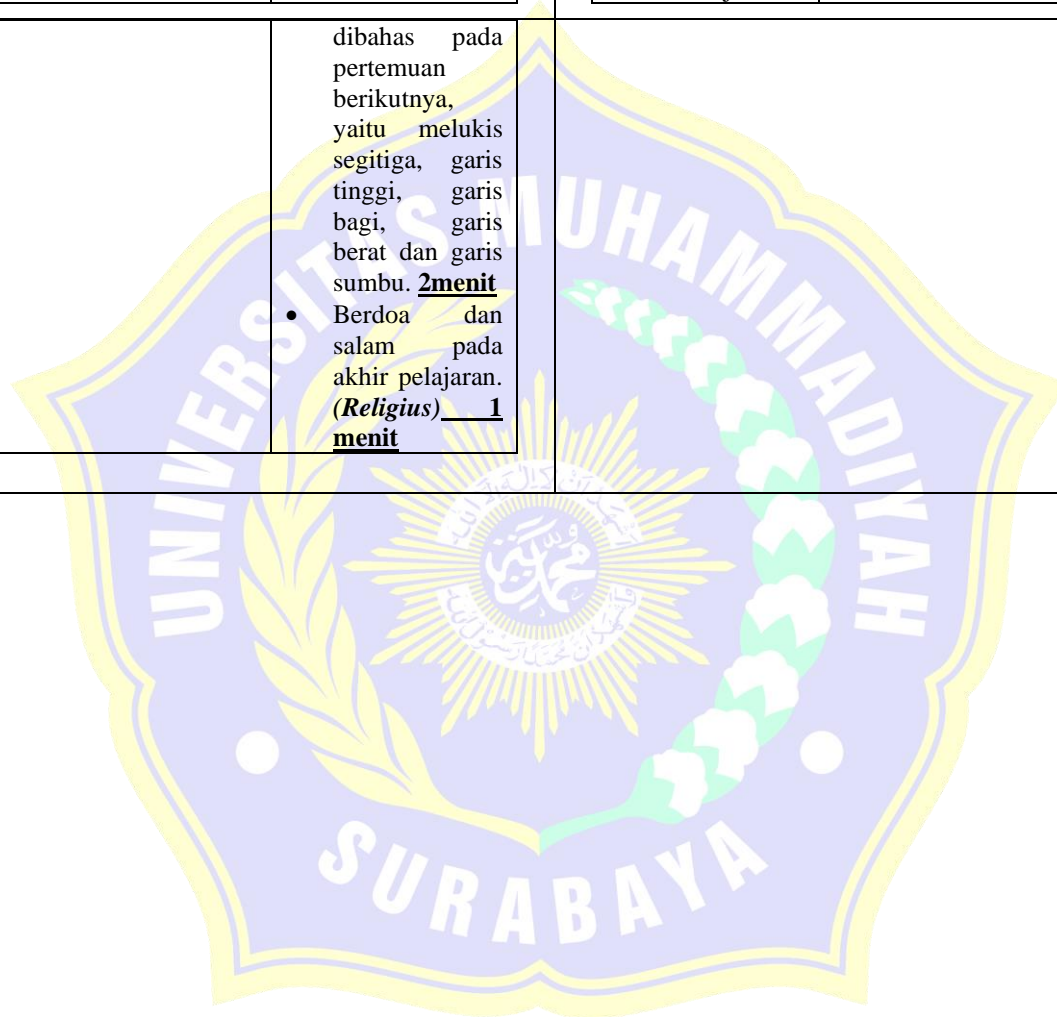 dibahas pada
pertemuan
berikutnya,
yaitu melukis
segitiga, garis
tinggi, garis
bagi, garis
berat dan garis
sumbu. 2menit
• Berdoa dan
salam pada
akhir pelajaran.
(Religius) 1
menit
UNIVERSITAS MUHAMMADIYAH
SURABAYA